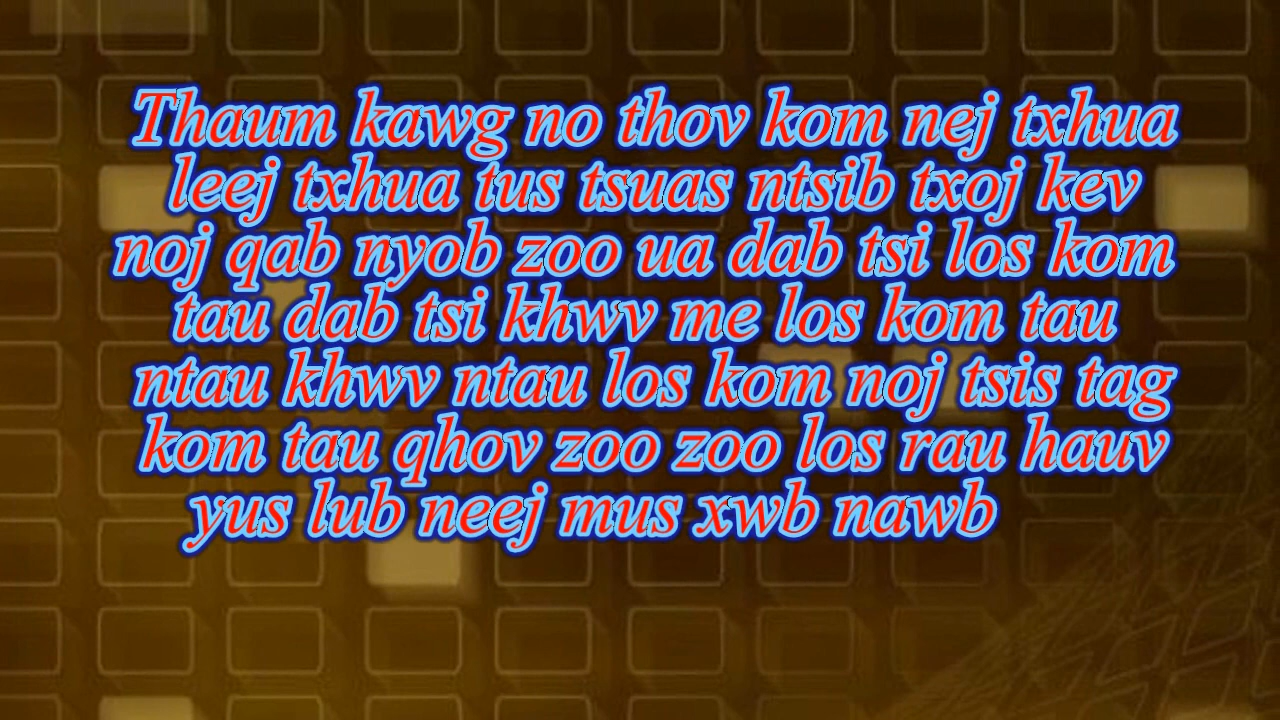 Thaum kawg no thov kom nej txhua
leej txhua tus tsuas ntsib txoj kev
noj qab nyob zoo ua dab tsi los kom
tau dab tsi khwv me los kom tau
ntau khwv ntau los kom noj tsis tag
kom tau qhov zoo zoo los rau hauv
yus lub neej mus xwb nawb